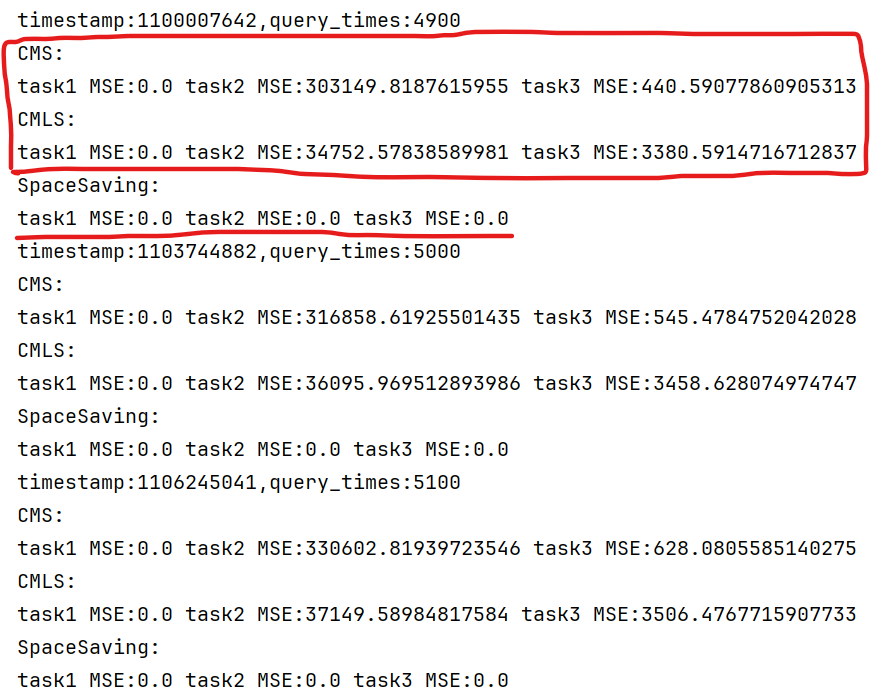 timestamp:1100007642,query_times:4900
CMS:
task1 MSE:0.0 task2 MSE:303149.8187615955 task3 MSE:440.59077860905313
CMLS:
task1 MSE:0.0 task2 MSE:34752.57838589981 task3 MSE:3380.5914716712837
SpaceSaving:
task1 MSE:0.0 task2 MSE:0.0 task3 MSE:0.0
timestamp:1103744882,query_times:5000
CMS:
task1 MSE:0.0 task2 MSE:316858.61925501435 task3 MSE:545.4784752042028
CMLS:
task1 MSE:0.0 task2 MSE:36095.969512893986 task3 MSE:3458.628074974747
SpaceSaving:
task1 MSE:0.0 task2 MSE:0.0 task3 MSE:0.0
timestamp:1106245041,query_times:5100
CMS:
task1 MSE:0.0 task2 MSE:330602.81939723546 task3 MSE:628.0805585140275
CMLS:
task1 MSE:0.0 task2 MSE:37149.58984817584 task3 MSE:3506.4767715907733
SpaceSaving:
task1 MSE:0.0 task2 MSE:0.0 task3 MSE:0.0